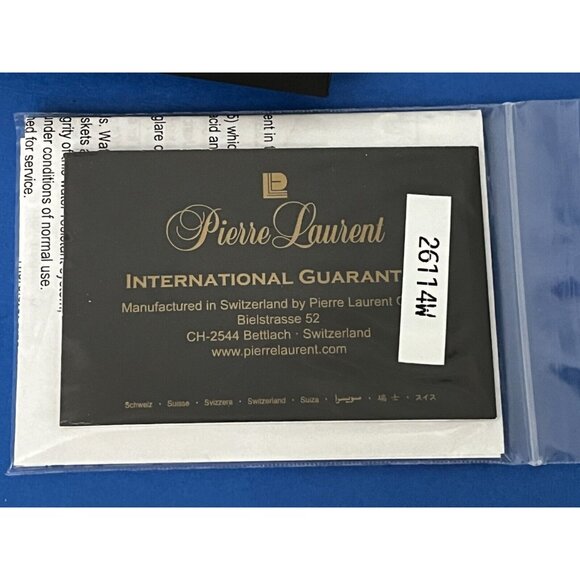 Pierre Laurent
INTERNATIONAL GUARANT
Manufactured in Switzerland by Pierre Laurent
Bielstrasse 52
CH-2544 Bettlach · Switzerland
www.pierrelaurent.com
Schweiz · Suisse · Svizzera · Switzerland · Suiza · سويسرا · 瑞士 · スイス
26114W
under conditions of normal use.
for service.